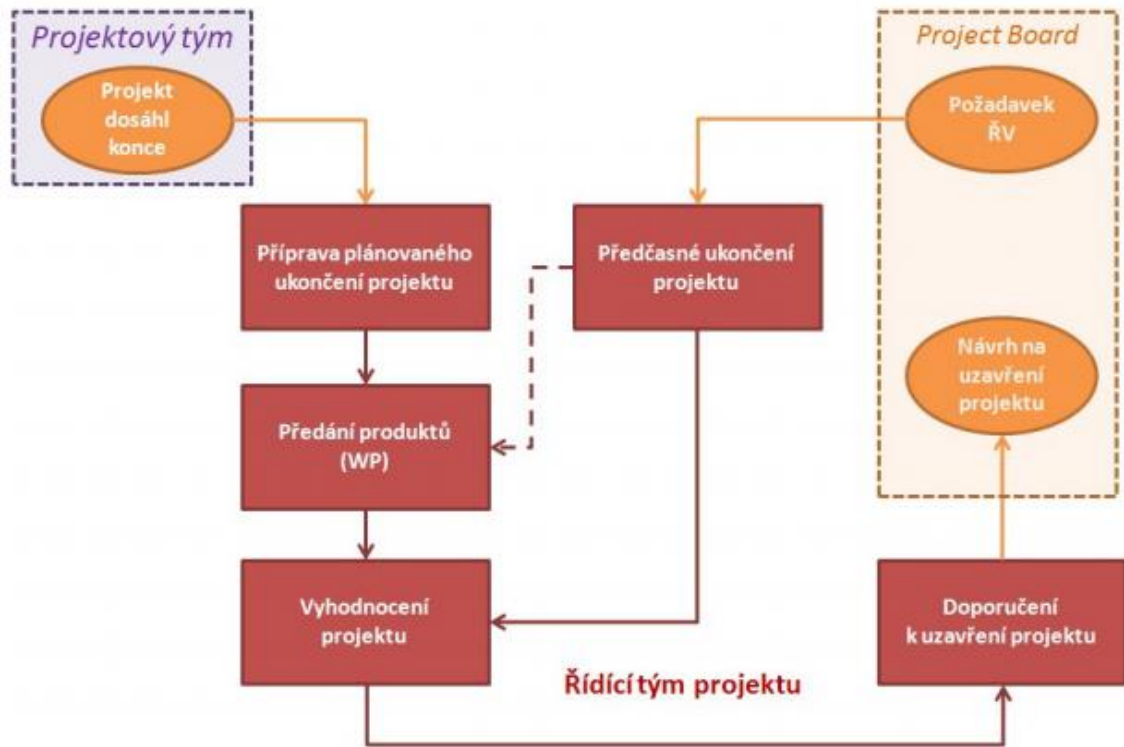 Projektový tým
Projekt
dosáhl
konce
Project Board
Požadavek
ŘV
Příprava plánovaného
ukončení projektu
Předčasné ukončení
projektu
Návrh na
uzavření
projektu
Předání produktů
(WP)
Vyhodnocení
projektu
Doporučení
k uzavření projektu
Řídící tým projektu